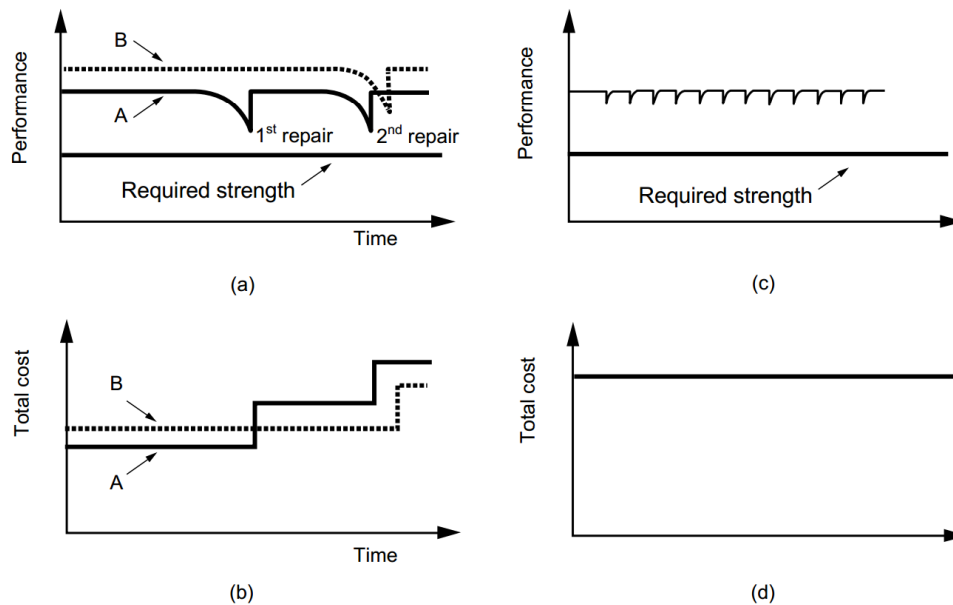 Performance
B
A
1st repair
2nd repair
Required strength
Time
(a)
Performance
Required strength
(c)
Total cost
B
A
Time
(b)
Total cost
(d)